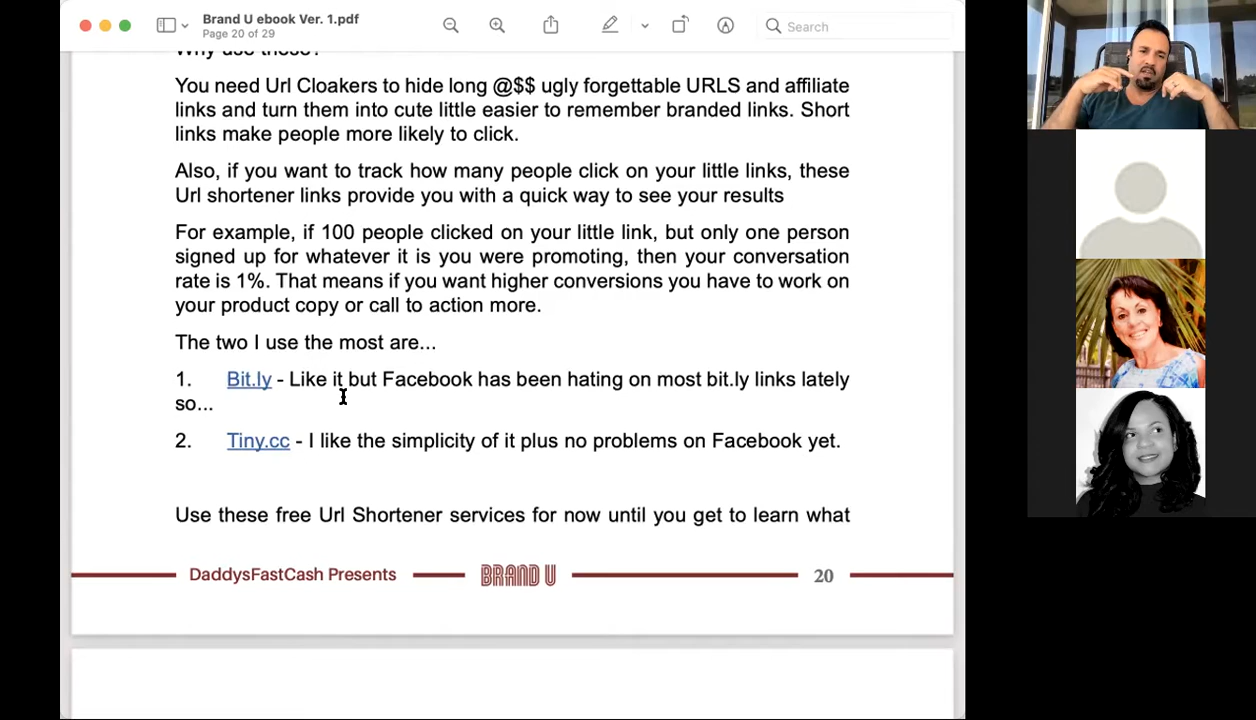 Brand U ebook Ver. 1.pdf
Page 20 of 29
Search
Why use these?
You need Url Cloakers to hide long @$$ ugly forgettable URLS and affiliate
links and turn them into cute little easier to remember branded links. Short
links make people more likely to click.
Also, if you want to track how many people click on your little links, these
Url shortener links provide you with a quick way to see your results
For example, if 100 people clicked on your little link, but only one person
signed up for whatever it is you were promoting, then your conversation
rate is 1%. That means if you want higher conversions you have to work on
your product copy or call to action more.
The two I use the most are...
1. Bit.ly - Like it but Facebook has been hating on most bit.ly links lately
so...
2. Tiny.cc - I like the simplicity of it plus no problems on Facebook yet.
Use these free Url Shortener services for now until you get to learn what
DaddysFastCash Presents BRAND U 20